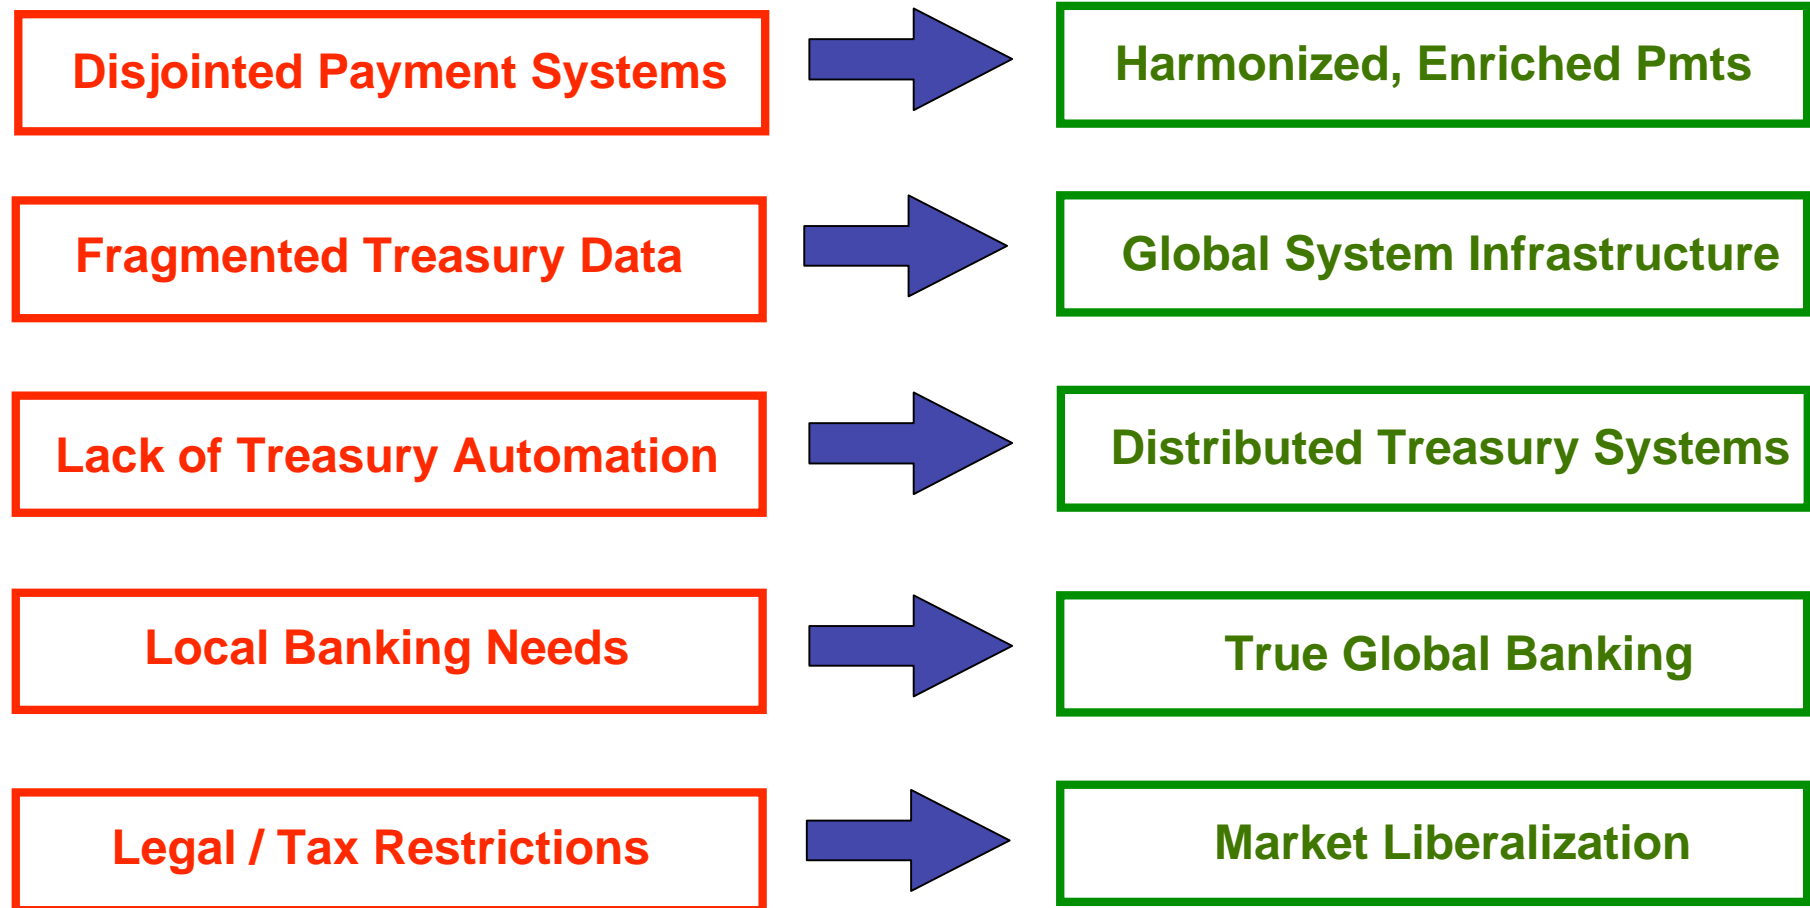 Disjointed Payment Systems
Harmonized, Enriched Pmts
Fragmented Treasury Data
Global System Infrastructure
Lack of Treasury Automation
Distributed Treasury Systems
Local Banking Needs
True Global Banking
Legal / Tax Restrictions
Market Liberalization